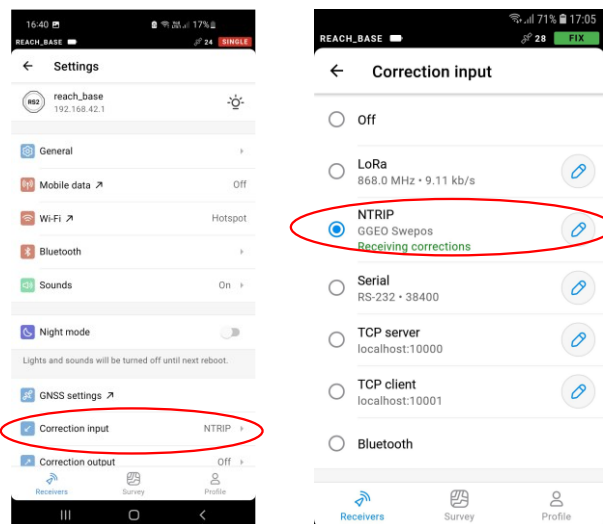 16:40 17%
REACH_BASE 24 SINGLE
Settings
RS2 reach_base
192.168.42.1
General
Mobile data Off
Wi-Fi Hotspot
Bluetooth
Sounds On
Night mode
Lights and sounds will be turned off until next reboot.
GNSS settings
Correction input NTRIP
Correction output Off
Receivers Survey Profile
71% 17:05
REACH_BASE 28 FIX
Correction input
Off
LoRa
868.0 MHz • 9.11 kb/s
NTRIP
GGEO Swepos
Receiving corrections
Serial
RS-232 • 38400
TCP server
localhost:10000
TCP client
localhost:10001
Bluetooth
Receivers Survey Profile